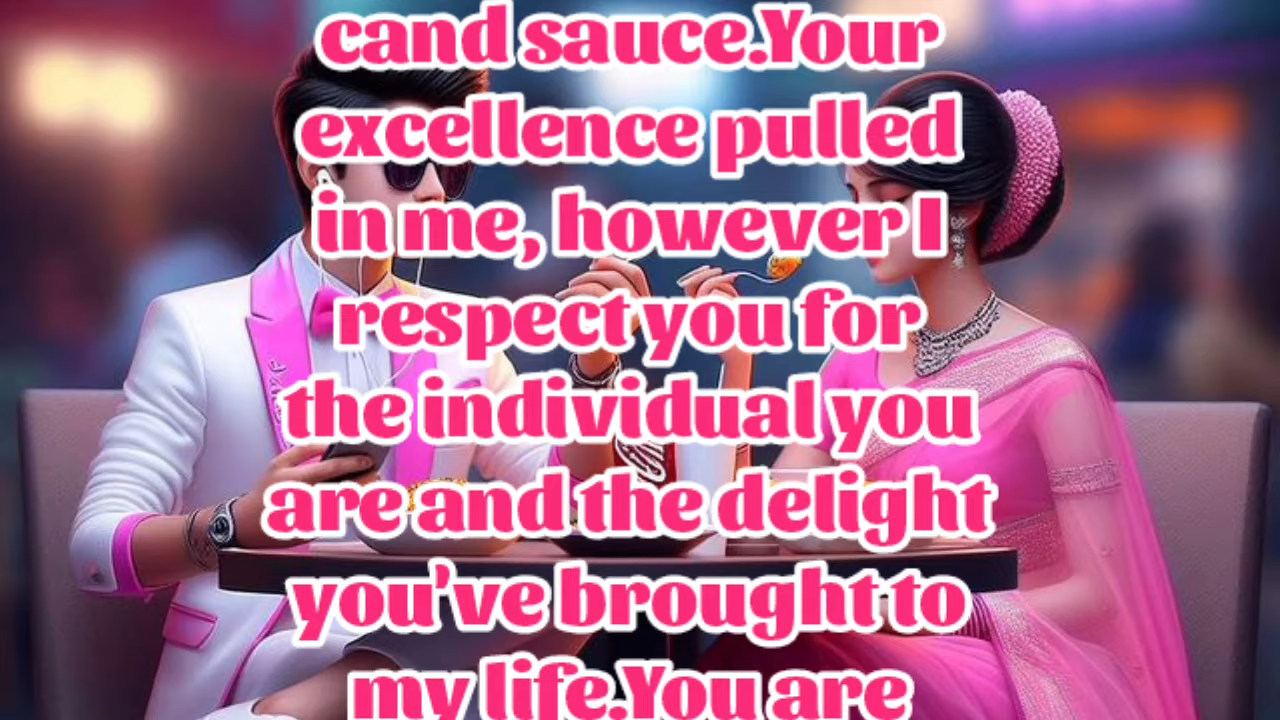 cand sauce.Your
excellence pulled
in me, however I
respect you for
the individual you
are and the delight
you've brought to
my life.You are